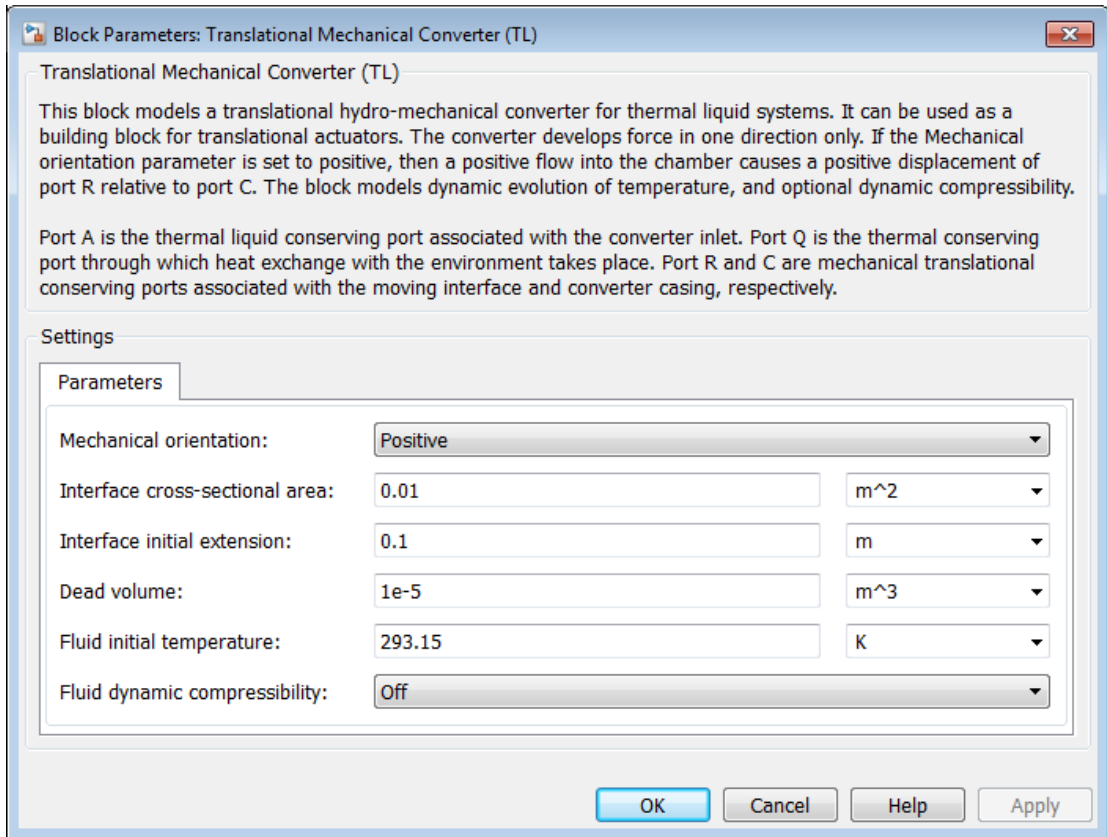 Block Parameters: Translational Mechanical Converter (TL)
Translational Mechanical Converter (TL)
This block models a translational hydro-mechanical converter for thermal liquid systems. It can be used as a
building block for translational actuators. The converter develops force in one direction only. If the Mechanical
orientation parameter is set to positive, then a positive flow into the chamber causes a positive displacement of
port R relative to port C. The block models dynamic evolution of temperature, and optional dynamic compressibility.
Port A is the thermal liquid conserving port associated with the converter inlet. Port Q is the thermal conserving
port through which heat exchange with the environment takes place. Port R and C are mechanical translational
conserving ports associated with the moving interface and converter casing, respectively.
Settings
Parameters
Mechanical orientation: Positive
Interface cross-sectional area: 0.01 m^2
Interface initial extension: 0.1 m
Dead volume: 1e-5 m^3
Fluid initial temperature: 293.15 K
Fluid dynamic compressibility: Off
OK Cancel Help Apply